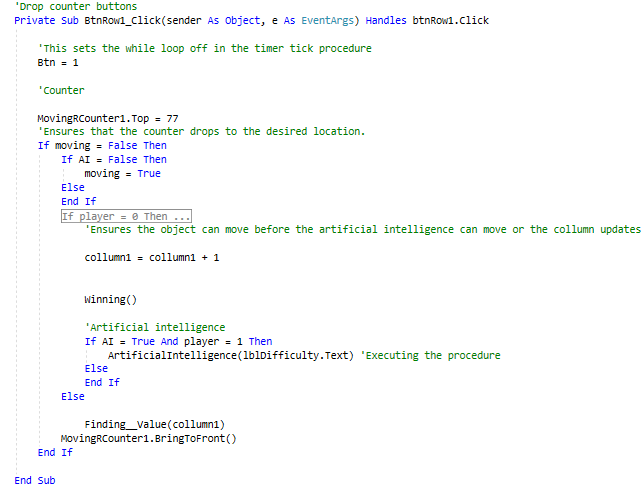 'Drop counter buttons
Private Sub BtnRow1_Click(sender As Object, e As EventArgs) Handles btnRow1.Click
'This sets the while loop off in the timer tick procedure
Btn = 1
'Counter
MovingRCounter1.Top = 77
'Ensures that the counter drops to the desired location.
If moving = False Then
If AI = False Then
moving = True
Else
End If
If player = 0 Then ...
'Ensures the object can move before the artificial intelligence can move or the collumn updates
collumn1 = collumn1 + 1
Winning()
'Artificial intelligence
If AI = True And player = 1 Then
ArtificialIntelligence(lblDifficulty.Text) 'Executing the procedure
Else
End If
Else
Finding__Value(collumn1)
MovingRCounter1.BringToFront()
End If
End Sub